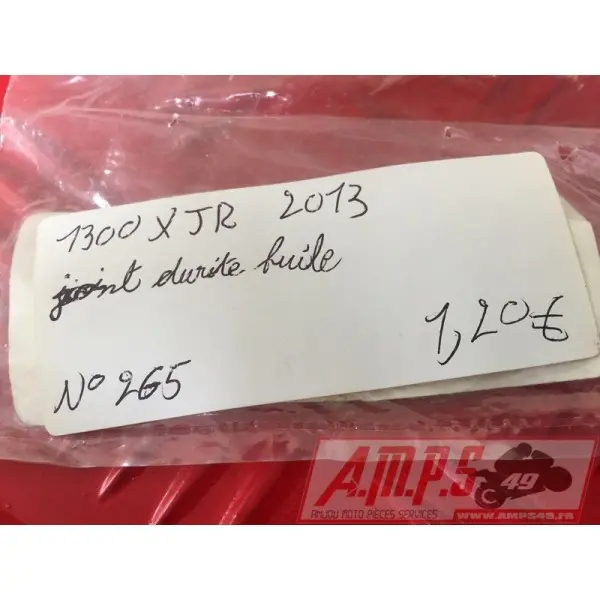 1300 XJR 2013
joint durite huile
1,20€
N° 265
A.M.P.S 49
ANJOU MOTO PIECES SERVICES
WWW.AMPS49.FR